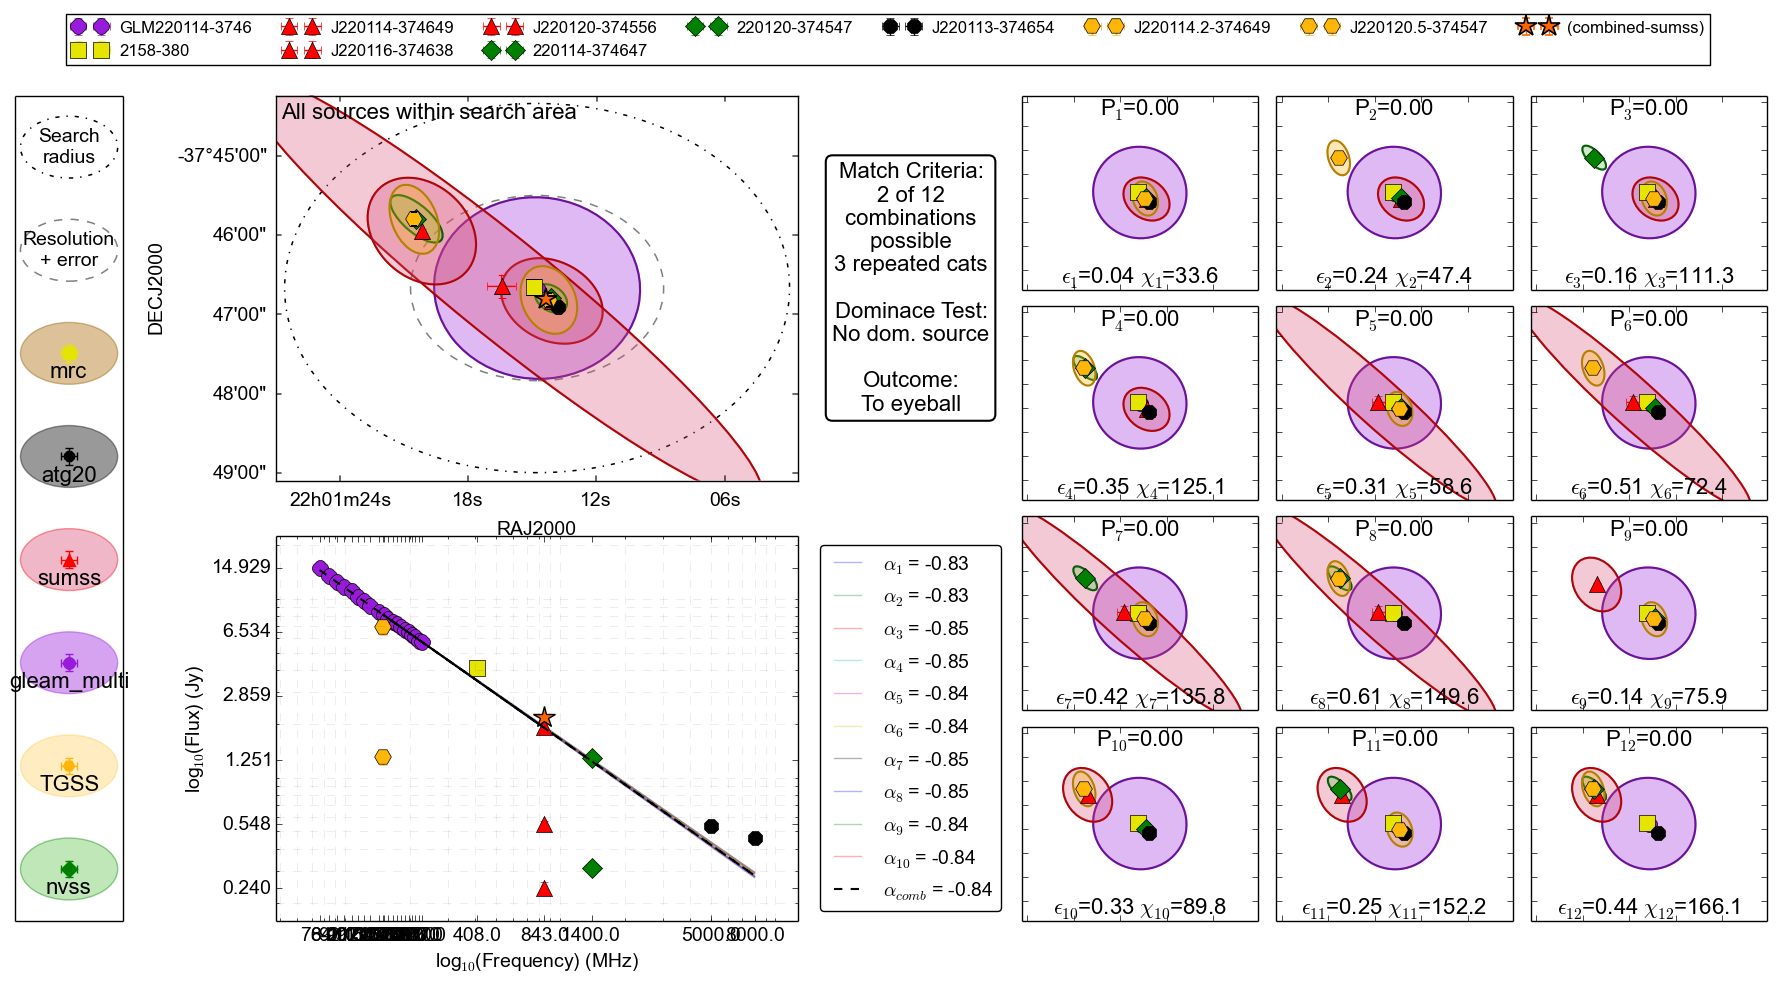 GLM220114-3746 J220114-374649 J220120-374556 220120-374547 J220113-374654 J220114.2-374649 J220120.5-374547 (combined-sumss)
2158-380 J220116-374638 220114-374647
Search
radius
Resolution
+ error
mrc
atg20
sumss
gleam_multi
TGSS
nvss
All sources within search area
DECJ2000
-37°45'00"
46'00"
47'00"
48'00"
49'00"
22h01m24s 18s 12s 06s
RAJ2000
Match Criteria:
2 of 12
combinations
possible
3 repeated cats
Dominace Test:
No dom. source
Outcome:
To eyeball
log₁₀(Flux) (Jy)
14.929
6.534
2.859
1.251
0.548
0.240
408.0 843.0 1400.0 5000.0 8000.0
log₁₀(Frequency) (MHz)
α₁ = -0.83
α₂ = -0.83
α₃ = -0.85
α₄ = -0.85
α₅ = -0.84
α₆ = -0.84
α₇ = -0.85
α₈ = -0.85
α₉ = -0.84
α₁₀ = -0.84
α_comb = -0.84
P₁=0.00
ϵ₁=0.04 χ₁=33.6
P₂=0.00
ϵ₂=0.24 χ₂=47.4
P₃=0.00
ϵ₃=0.16 χ₃=111.3
P₄=0.00
ϵ₄=0.35 χ₄=125.1
P₅=0.00
ϵ₅=0.31 χ₅=58.6
P₆=0.00
ϵ₆=0.51 χ₆=72.4
P₇=0.00
ϵ₇=0.42 χ₇=135.8
P₈=0.00
ϵ₈=0.61 χ₈=149.6
P₉=0.00
ϵ₉=0.14 χ₉=75.9
P₁₀=0.00
ϵ₁₀=0.33 χ₁₀=89.8
P₁₁=0.00
ϵ₁₁=0.25 χ₁₁=152.2
P₁₂=0.00
ϵ₁₂=0.44 χ₁₂=166.1